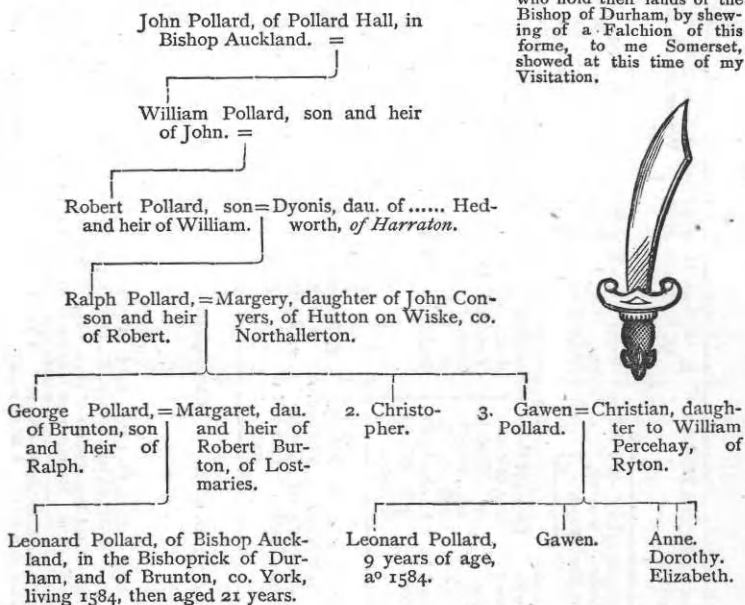 who hold their lands of the
Bishop of Durham, by shew-
ing of a Falchion of this
forme, to me Somerset,
showed at this time of my
Visitation.
John Pollard, of Pollard Hall, in
Bishop Auckland. =
William Pollard, son and heir
of John. =
Robert Pollard, son = Dyonis, dau. of ...... Hed-
and heir of William. worth, of Harraton.
Ralph Pollard, = Margery, daughter of John Con-
son and heir yers, of Hutton on Wiske, co.
of Robert. Northallerton.
George Pollard, = Margaret, dau. 2. Christo- 3. Gawen = Christian, daugh-
of Brunton, son and heir of pher. Pollard. ter to William
and heir of Robert Bur- Percehay, of
Ralph. ton, of Lost- Ryton.
maries.
Leonard Pollard, of Bishop Auck- Leonard Pollard, Gawen. Anne.
land, in the Bishoprick of Dur- 9 years of age, Dorothy.
ham, and of Brunton, co. York, aº 1584. Elizabeth.
living 1584, then aged 21 years.